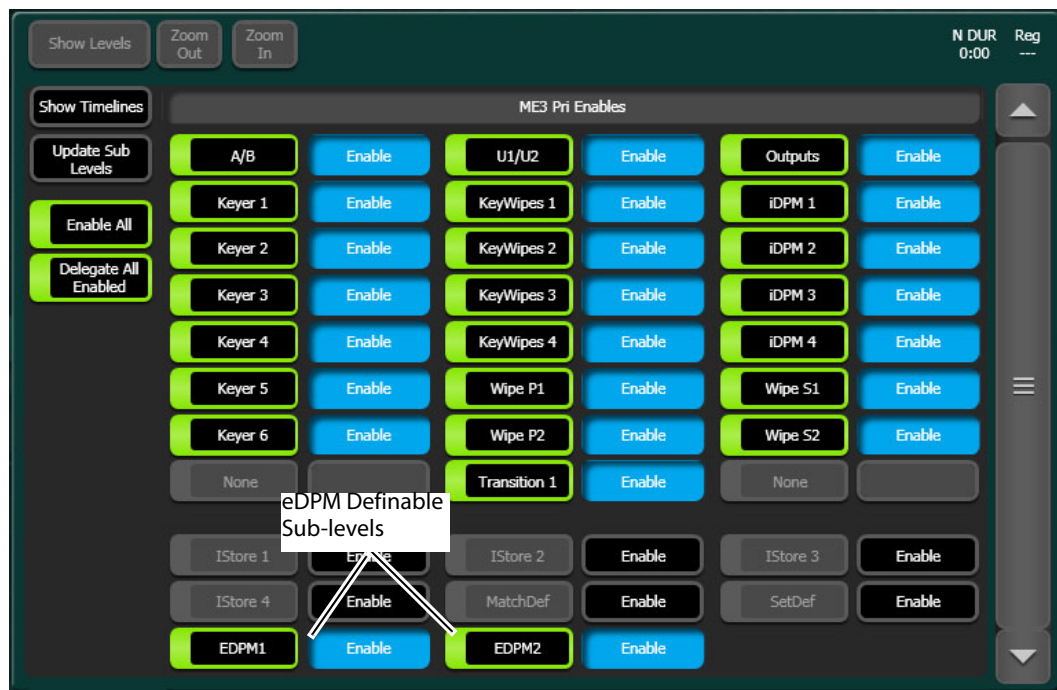 Show Levels
Zoom
Out
Zoom
In
N DUR
0:00
Reg
---
Show Timelines
Update Sub
Levels
Enable All
Delegate All
Enabled
ME3 Pri Enables
A/B Enable U1/U2 Enable Outputs Enable
Keyer 1 Enable KeyWipes 1 Enable iDPM 1 Enable
Keyer 2 Enable KeyWipes 2 Enable iDPM 2 Enable
Keyer 3 Enable KeyWipes 3 Enable iDPM 3 Enable
Keyer 4 Enable KeyWipes 4 Enable iDPM 4 Enable
Keyer 5 Enable Wipe P1 Enable Wipe S1 Enable
Keyer 6 Enable Wipe P2 Enable Wipe S2 Enable
None Transition 1 Enable None
eDPM Definable
Sub-levels
IStore 1 Enable IStore 2 Enable IStore 3 Enable
IStore 4 Enable MatchDef Enable SetDef Enable
EDPM1 Enable EDPM2 Enable